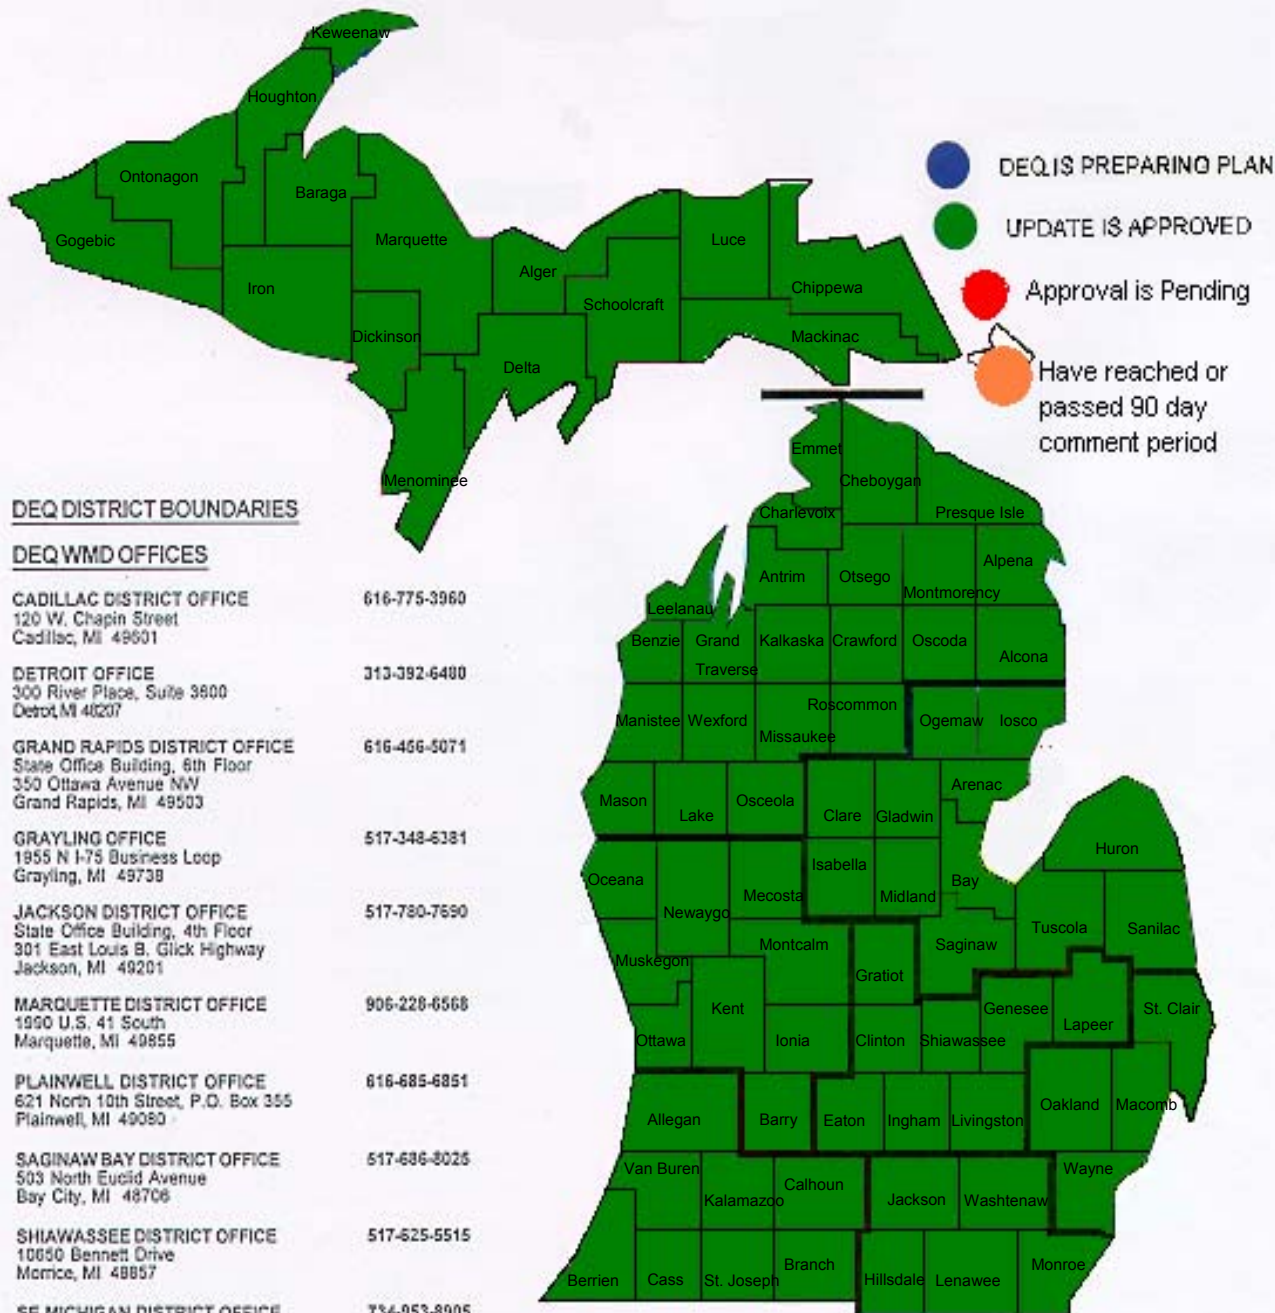 Keweenaw
Houghton
Ontonagon
Baraga
Gogebic
Marquette
Iron
Alger
Luce
Schoolcraft
Chippewa
Dickinson
Mackinac
Delta
Menominee
DEQ IS PREPARING PLAN
UPDATE IS APPROVED
Approval is Pending
Have reached or
passed 90 day
comment period
Emmet
Cheboygan
Charlevoix
Presque Isle
Alpena
Antrim
Otsego
Montmorency
Leelanau
Benzie
Grand
Traverse
Kalkaska
Crawford
Oscoda
Alcona
Manistee
Wexford
Roscommon
Missaukee
Ogemaw
Iosco
Mason
Lake
Osceola
Clare
Gladwin
Arenac
Huron
Oceana
Isabella
Midland
Bay
Mecosta
Newaygo
Tuscola
Sanilac
Montcalm
Saginaw
Muskegon
Gratiot
Kent
Genesee
St. Clair
Lapeer
Ottawa
Ionia
Clinton
Shiawassee
Allegan
Barry
Eaton
Ingham
Livingston
Oakland
Macomb
Van Buren
Calhoun
Wayne
Kalamazoo
Jackson
Washtenaw
Berrien
Cass
St. Joseph
Branch
Hillsdale
Lenawee
Monroe
DEQ DISTRICT BOUNDARIES
DEQ WMD OFFICES
CADILLAC DISTRICT OFFICE 616-775-3960
120 W. Chapin Street
Cadillac, MI 49601
DETROIT OFFICE 313-392-6480
300 River Place, Suite 3600
Detroit, MI 48207
GRAND RAPIDS DISTRICT OFFICE 616-456-5071
State Office Building, 6th Floor
350 Ottawa Avenue NW
Grand Rapids, MI 49503
GRAYLING OFFICE 517-348-6381
1955 N I-75 Business Loop
Grayling, MI 49738
JACKSON DISTRICT OFFICE 517-780-7690
State Office Building, 4th Floor
301 East Louis B. Glick Highway
Jackson, MI 49201
MARQUETTE DISTRICT OFFICE 906-228-6568
1990 U.S. 41 South
Marquette, MI 49855
PLAINWELL DISTRICT OFFICE 616-685-6851
621 North 10th Street, P.O. Box 355
Plainwell, MI 49080
SAGINAW BAY DISTRICT OFFICE 517-686-8025
503 North Euclid Avenue
Bay City, MI 48706
SHIAWASSEE DISTRICT OFFICE 517-625-5515
10650 Bennett Drive
Morrice, MI 48857
SE MICHIGAN DISTRICT OFFICE 734-953-8905